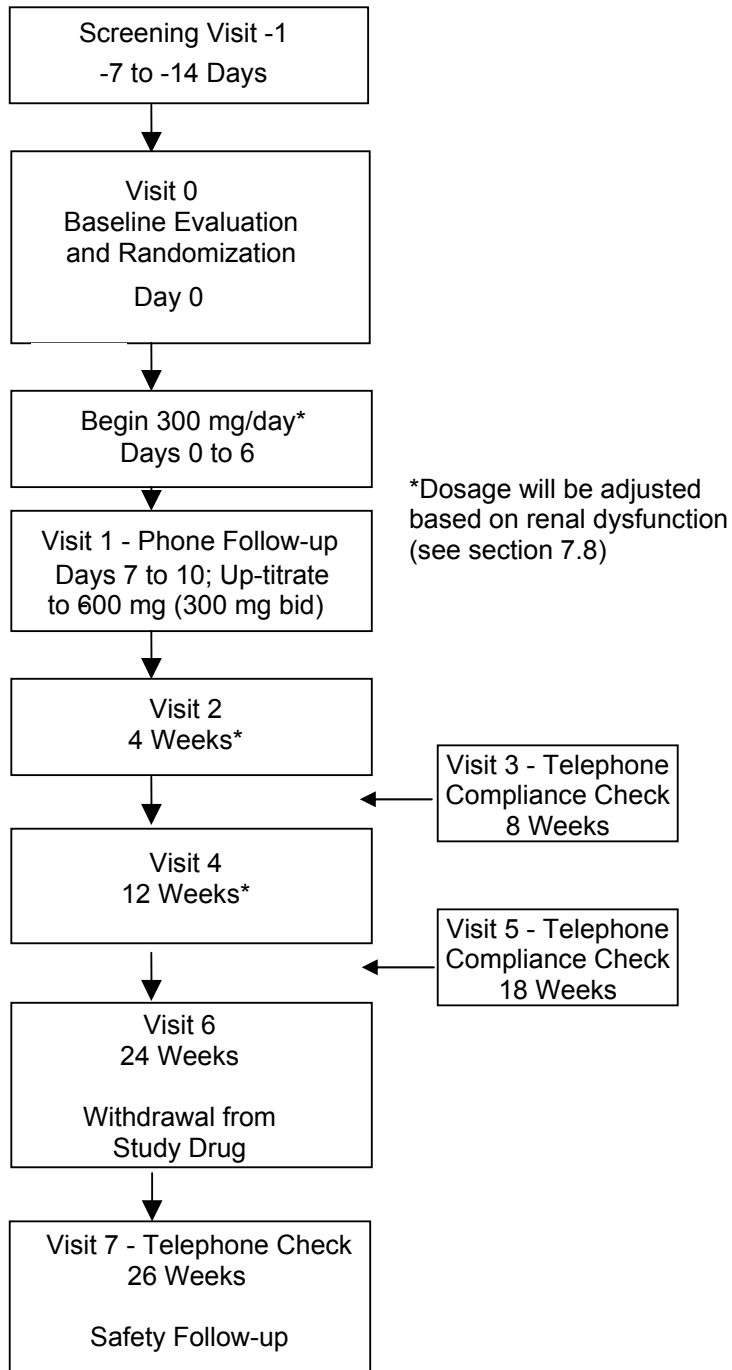 Screening Visit -1
-7 to -14 Days
Visit 0
Baseline Evaluation
and Randomization
Day 0
Begin 300 mg/day*
Days 0 to 6
*Dosage will be adjusted
based on renal dysfunction
(see section 7.8)
Visit 1 - Phone Follow-up
Days 7 to 10; Up-titrate
to 600 mg (300 mg bid)
Visit 2
4 Weeks*
Visit 3 - Telephone
Compliance Check
8 Weeks
Visit 4
12 Weeks*
Visit 5 - Telephone
Compliance Check
18 Weeks
Visit 6
24 Weeks
Withdrawal from
Study Drug
Visit 7 - Telephone Check
26 Weeks
Safety Follow-up